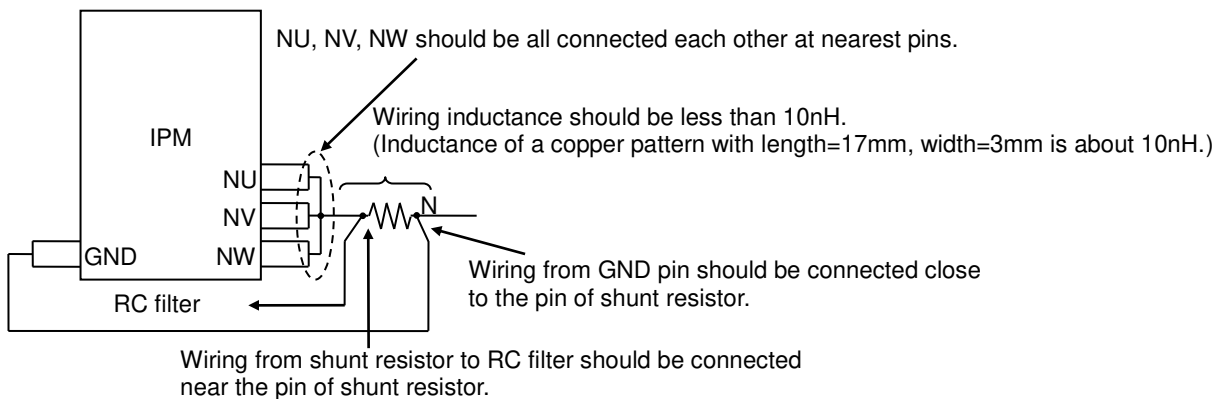 NU, NV, NW should be all connected each other at nearest pins.
Wiring inductance should be less than 10nH.
(Inductance of a copper pattern with length=17mm, width=3mm is about 10nH.)
IPM
NU
N
NV
GND
NW
Wiring from GND pin should be connected close
to the pin of shunt resistor.
RC filter
Wiring from shunt resistor to RC filter should be connected
near the pin of shunt resistor.